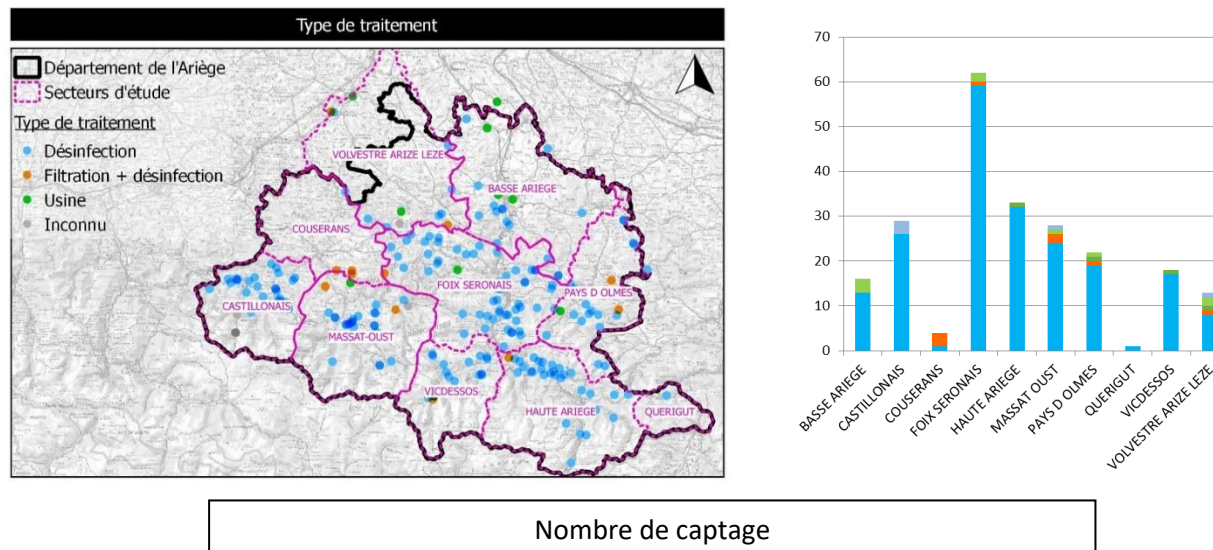 Type de traitement
Département de l'Ariège
Secteurs d'étude
Type de traitement
Désinfection
Filtration + désinfection
Usine
Inconnu
VOLVESTRE ARIZE LEZE
BASSE ARIEGE
COUSERANS
FOIX SERONAIS
PAYS D OLMES
CASTILLONAIS
MASSAT-OUST
VICDESSOS
HAUTE ARIEGE
QUERIGUT
70
60
50
40
30
20
10
0
BASSE ARIEGE
CASTILLONAIS
COUSERANS
FOIX SERONAIS
HAUTE ARIEGE
MASSAT OUST
PAYS D OLMES
QUERIGUT
VICDESSOS
VOLVESTRE ARIZE LEZE
Nombre de captage